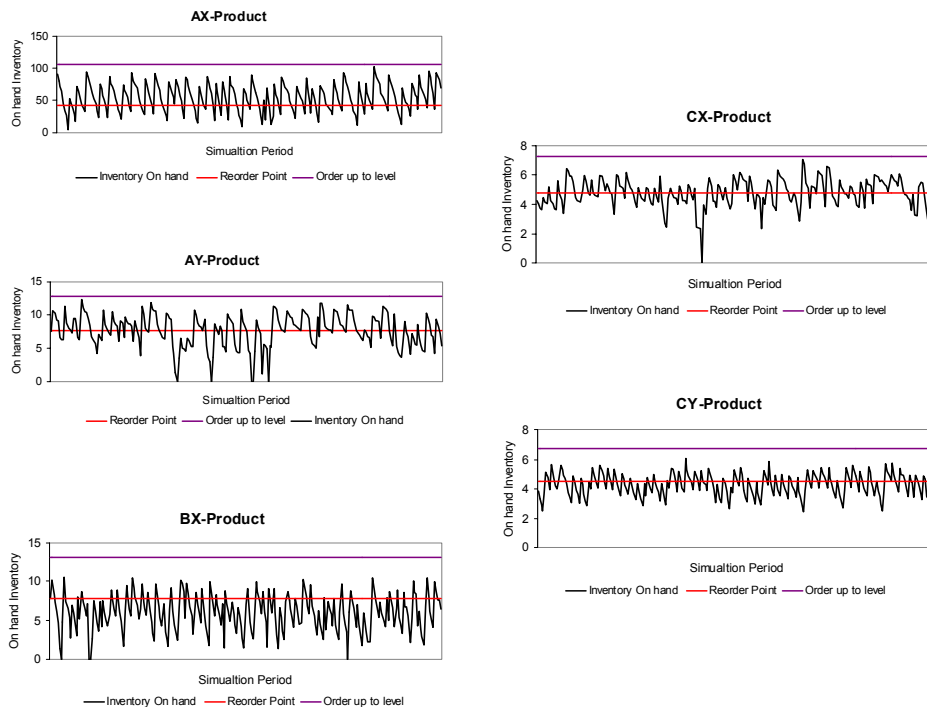 AX-Product
150
100
50
0
On hand Inventory
Simualtion Period
Inventory On hand Reorder Point Order up to level
AY-Product
15
10
5
0
On hand Inventory
Simualtion Period
Reorder Point Order up to level Inventory On hand
BX-Product
15
10
5
0
On hand Inventory
Simualtion Period
Inventory On hand Reorder Point Order up to level
CX-Product
8
6
4
2
0
On hand Inventory
Simualtion Period
Inventory On hand Reorder Point Order up to level
CY-Product
8
6
4
2
0
On hand Inventory
Simualtion Period
Inventory On hand Reorder Point Order up to level